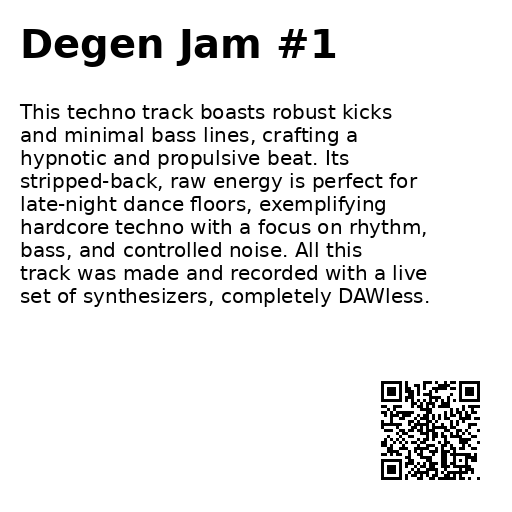 Degen Jam #1
This techno track boasts robust kicks
and minimal bass lines, crafting a
hypnotic and propulsive beat. Its
stripped-back, raw energy is perfect for
late-night dance floors, exemplifying
hardcore techno with a focus on rhythm,
bass, and controlled noise. All this
track was made and recorded with a live
set of synthesizers, completely DAWless.